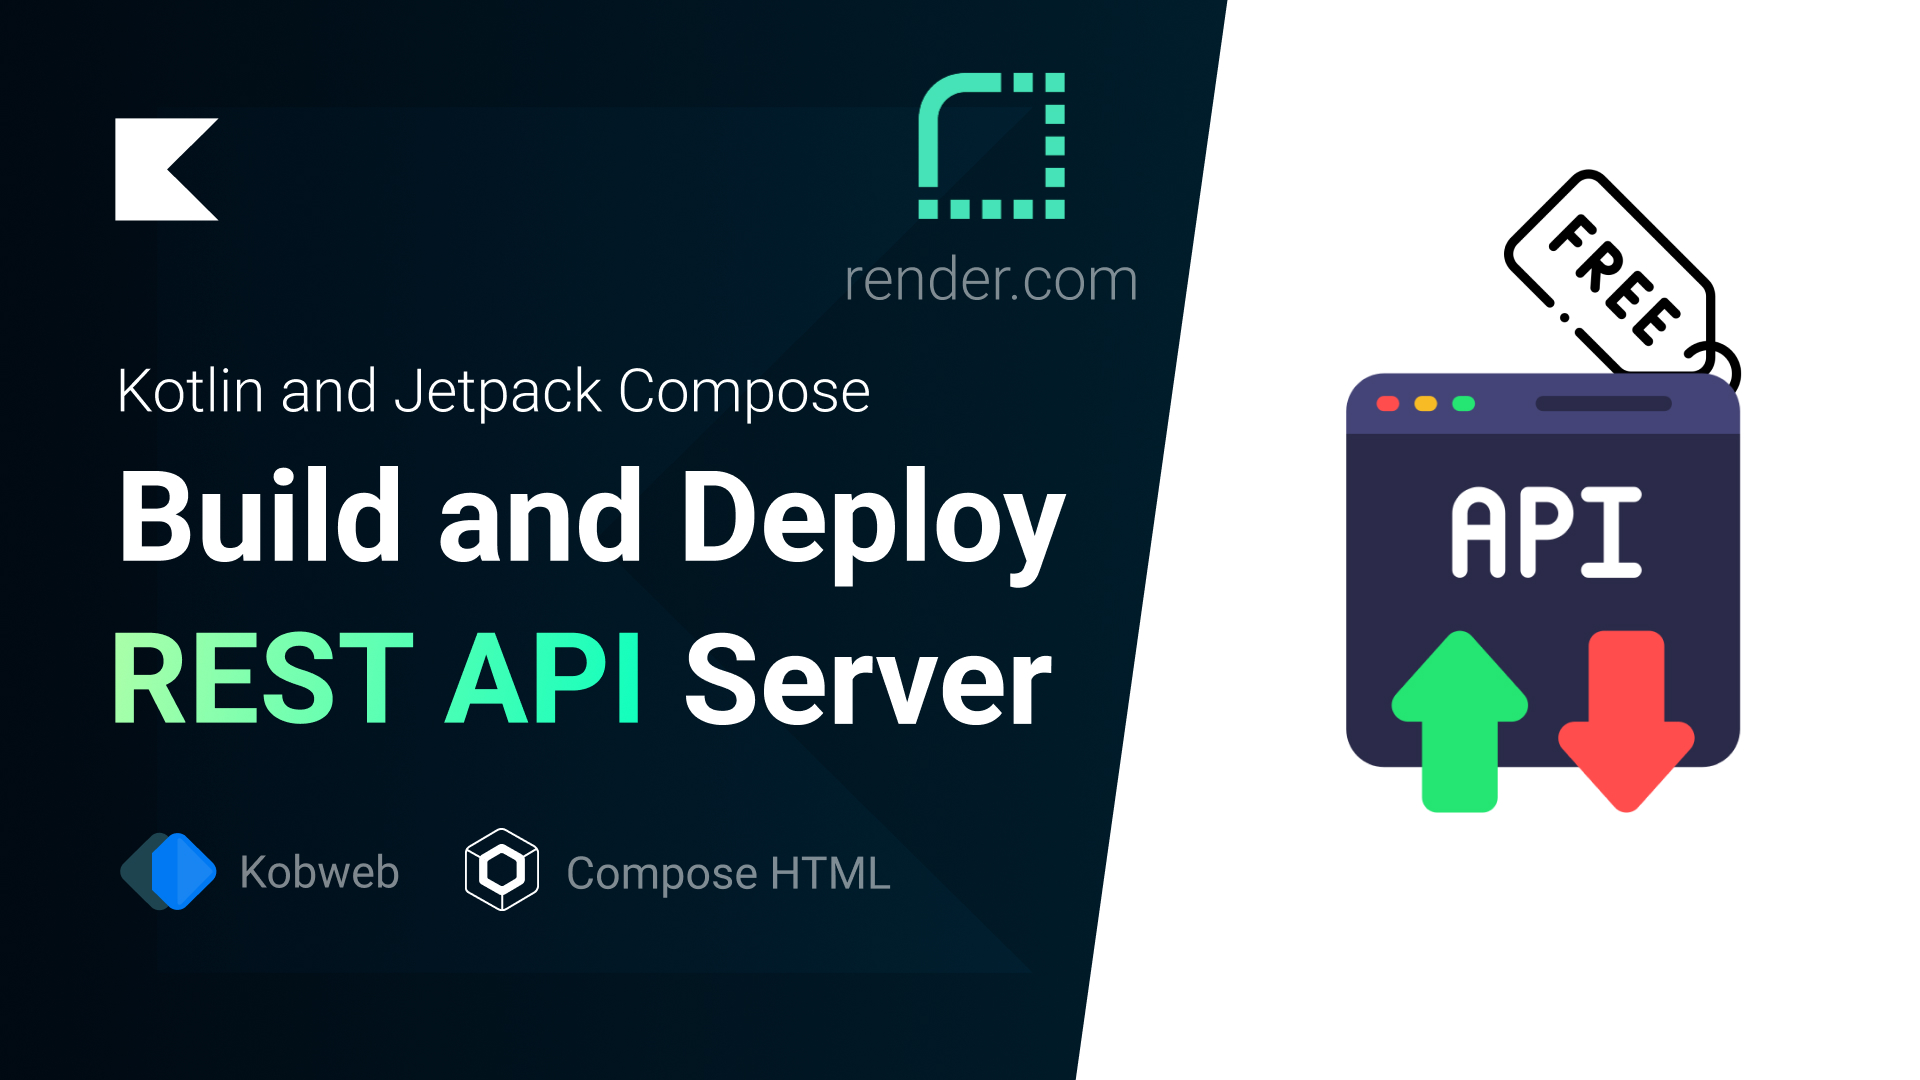 render.com
Kotlin and Jetpack Compose
Build and Deploy
REST API Server
Kobweb
Compose HTML
FREE
API